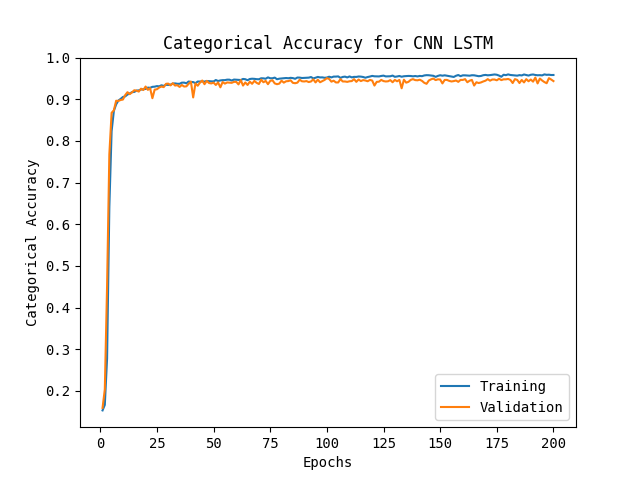 Categorical Accuracy for CNN LSTM
Categorical Accuracy
1.0
0.9
0.8
0.7
0.6
0.5
0.4
0.3
0.2
0 25 50 75 100 125 150 175 200
Epochs
Training
Validation